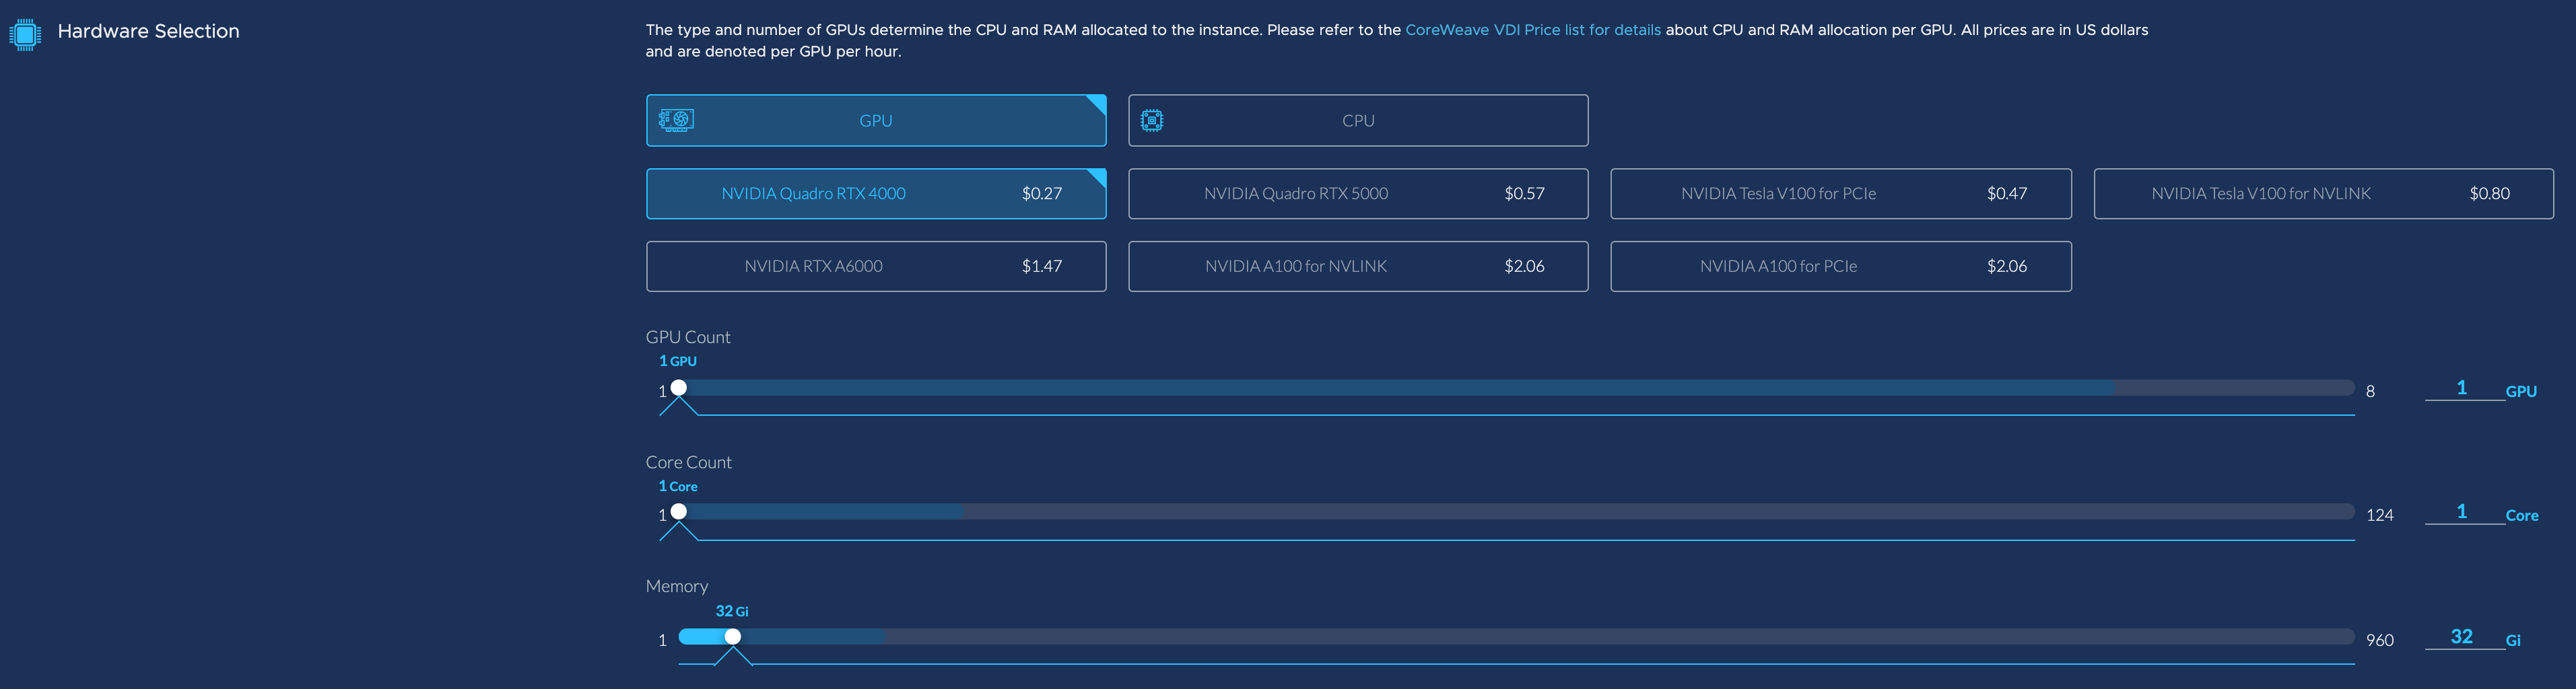 Hardware Selection
The type and number of GPUs determine the CPU and RAM allocated to the instance. Please refer to the CoreWeave VDI Price list for details about CPU and RAM allocation per GPU. All prices are in US dollars
and are denoted per GPU per hour.
GPU
CPU
NVIDIA Quadro RTX 4000 $0.27
NVIDIA Quadro RTX 5000 $0.57
NVIDIA Tesla V100 for PCIe $0.47
NVIDIA Tesla V100 for NVLINK $0.80
NVIDIA RTX A6000 $1.47
NVIDIA A100 for NVLINK $2.06
NVIDIA A100 for PCIe $2.06
GPU Count
1 GPU
1 8 1 GPU
Core Count
1 Core
1 124 1 Core
Memory
32 Gi
1 960 32 Gi